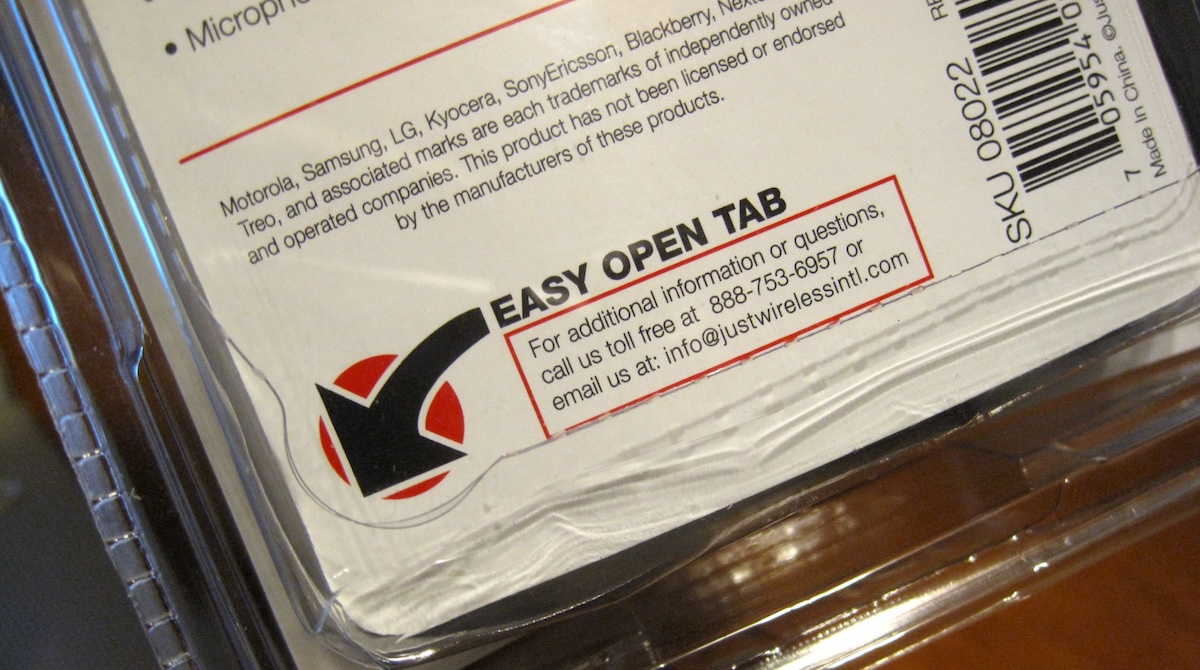 •
Motorola, Samsung, LG, Kyocera, SonyEricsson, Blackberry,
Treo, and associated marks are each trademarks of independently owned
and operated companies. This product has not been licensed or endorsed
by the manufacturers of these products.
EASY OPEN TAB
For additional information or questions,
call us toll free at 888-753-6957 or
email us at: info@justwirelessintl.com
SKU 08022
7 05954 0
Made in China.